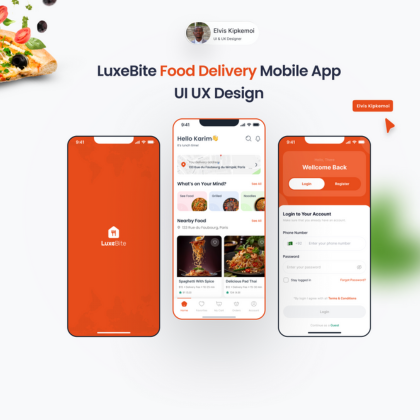 Elvis Kipkemoi
UI & UX Designer
LuxeBite Food Delivery Mobile App
UI UX Design
Elvis Kipkemoi
9:41
LuxeBite
9:41
Hello Karim👋
What's on Your Mind?
See All
Nearby Food
See All
Spaghetti With Spice
Delicious Pad Thai
9:41
Welcome Back
Login
Register
Login to Your Account
Phone Number
Enter your phone number
Password
Enter your password
Stay logged in
Forgot Password?
Terms & Conditions
Login